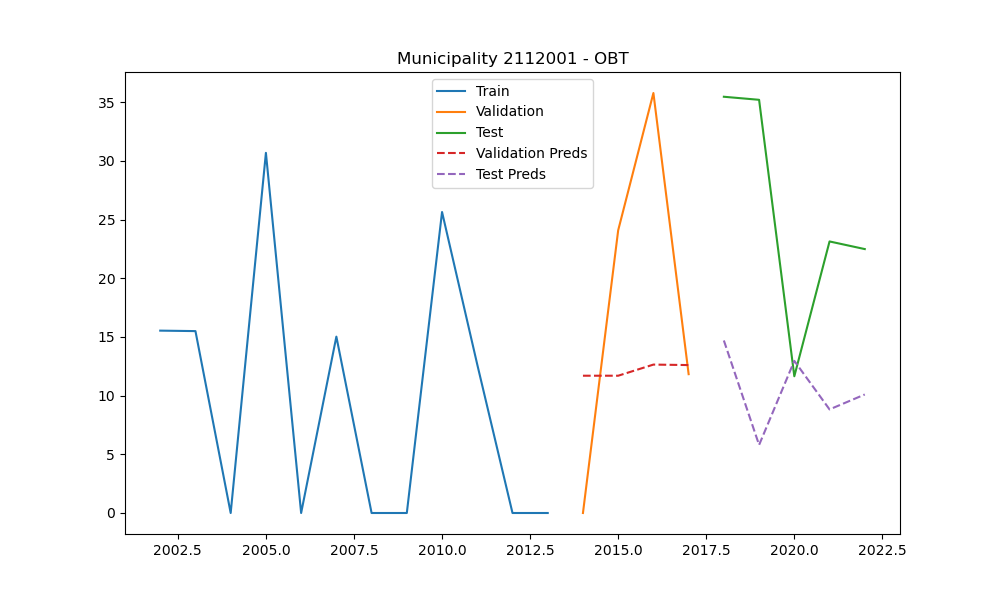 Municipality 2112001 - OBT
Train
Validation
Test
Validation Preds
Test Preds
35
30
25
20
15
10
5
0
2002.5 2005.0 2007.5 2010.0 2012.5 2015.0 2017.5 2020.0 2022.5